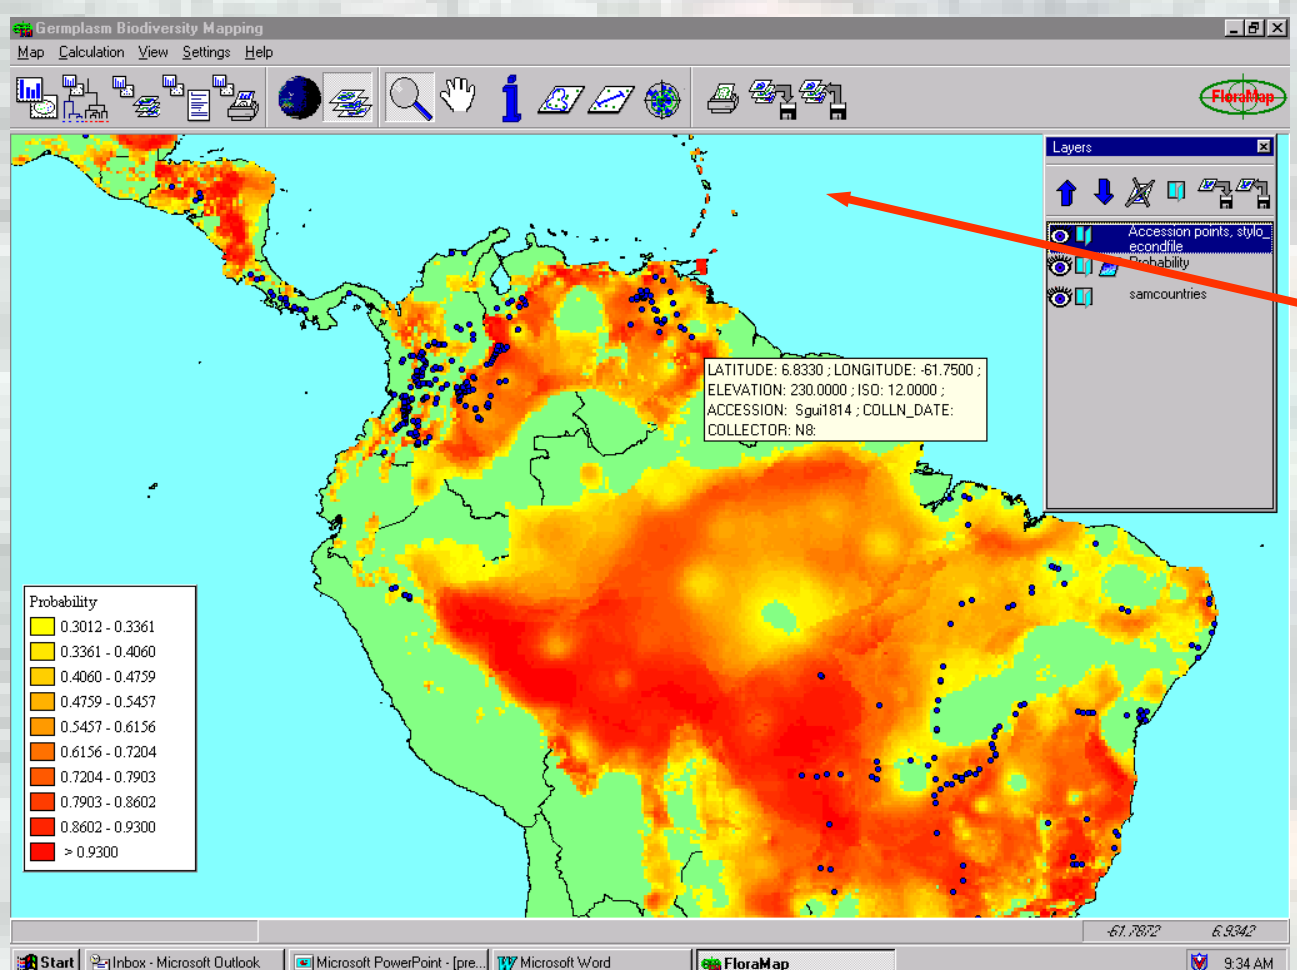 Germplasm Biodiversity Mapping
Map Calculation View Settings Help
FloraMap
Layers
Accession points, stylo_
econdfile
Probability
samcountries
LATITUDE: 6.8330 ; LONGITUDE: -61.7500 ;
ELEVATION: 230.0000 ; ISO: 12.0000 ;
ACCESSION: Sgui1814 ; COLLN_DATE:
COLLECTOR: N8:
Probability
0.3012 - 0.3361
0.3361 - 0.4060
0.4060 - 0.4759
0.4759 - 0.5457
0.5457 - 0.6156
0.6156 - 0.7204
0.7204 - 0.7903
0.7903 - 0.8602
0.8602 - 0.9300
> 0.9300
-61.7872 6.9342
Start Inbox - Microsoft Outlook Microsoft PowerPoint - [pre... Microsoft Word FloraMap 9:34 AM